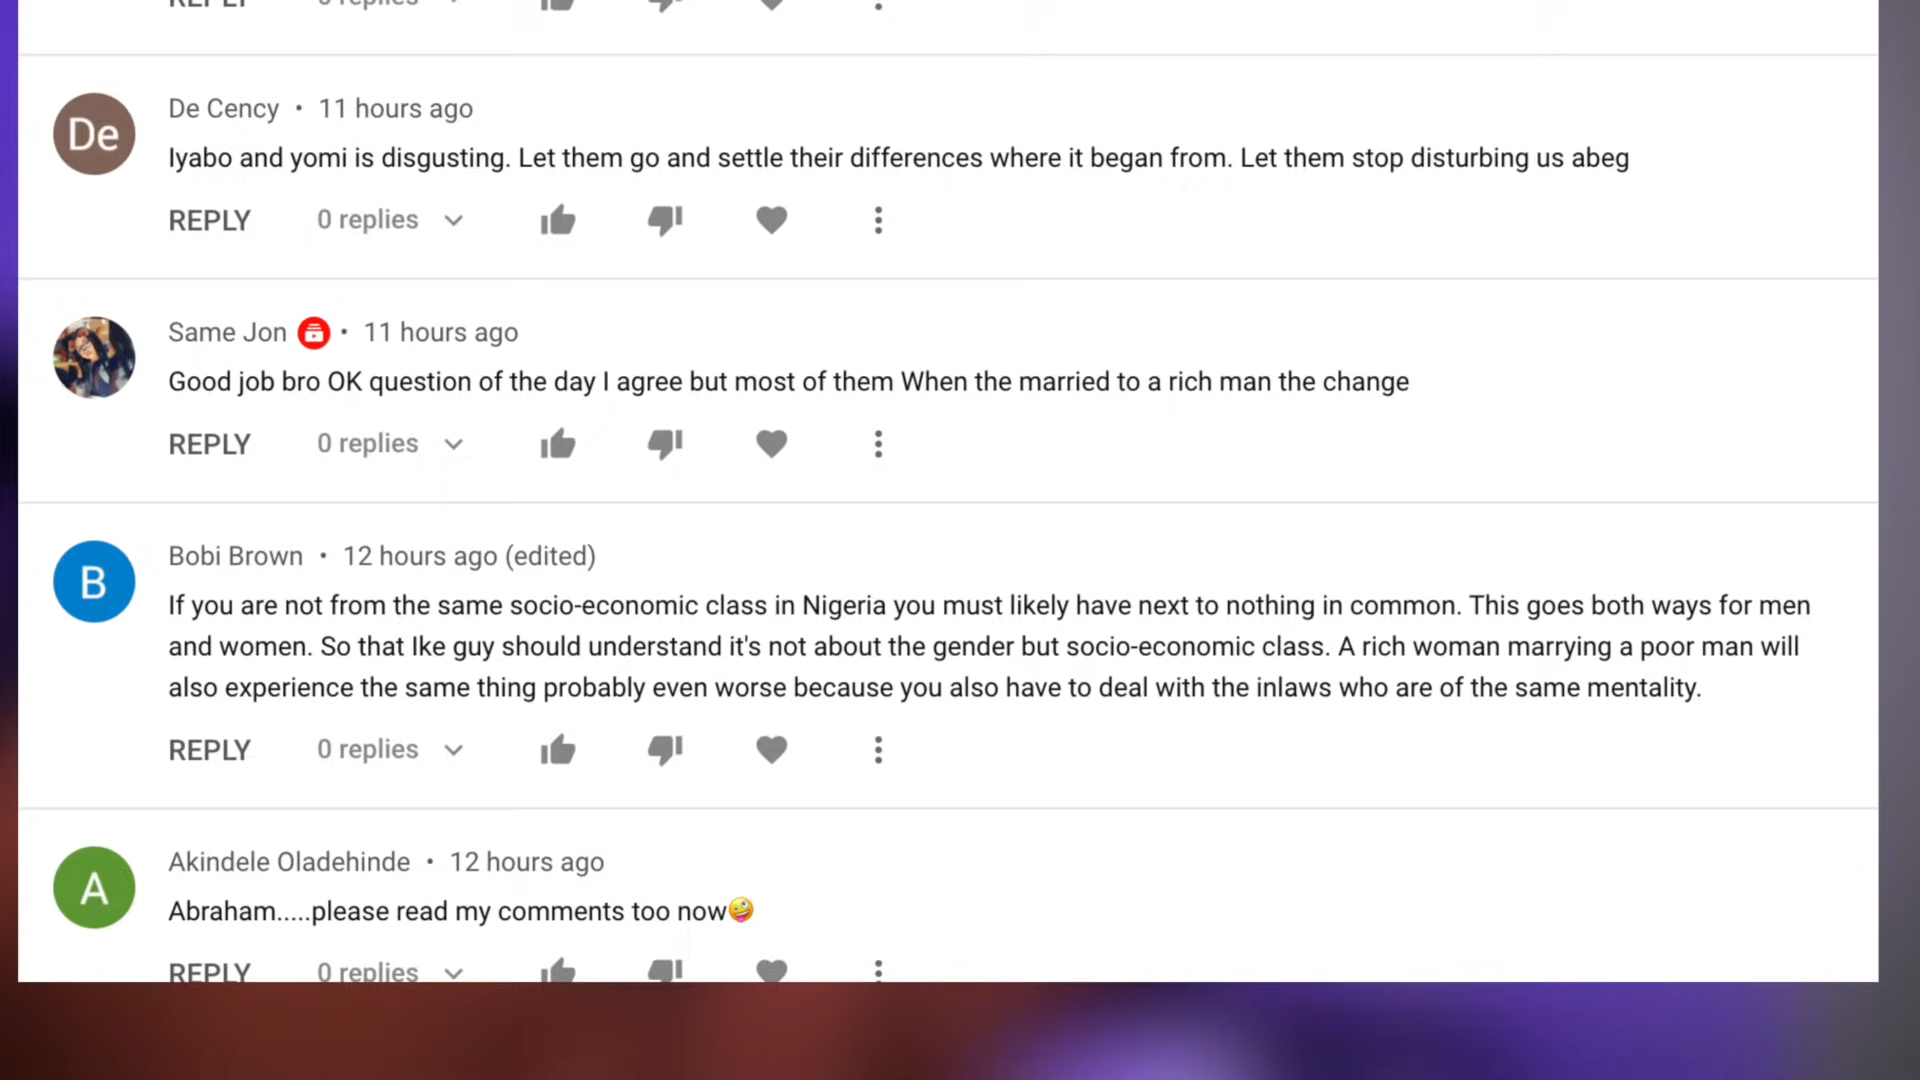 REPLY 0 replies
De
De Cency • 11 hours ago
Iyabo and yomi is disgusting. Let them go and settle their differences where it began from. Let them stop disturbing us abeg
REPLY 0 replies
Same Jon • 11 hours ago
Good job bro OK question of the day I agree but most of them When the married to a rich man the change
REPLY 0 replies
B
Bobi Brown • 12 hours ago (edited)
If you are not from the same socio-economic class in Nigeria you must likely have next to nothing in common. This goes both ways for men
and women. So that Ike guy should understand it's not about the gender but socio-economic class. A rich woman marrying a poor man will
also experience the same thing probably even worse because you also have to deal with the inlaws who are of the same mentality.
REPLY 0 replies
A
Akindele Oladehinde • 12 hours ago
Abraham.....please read my comments too now🤪
REPLY 0 replies